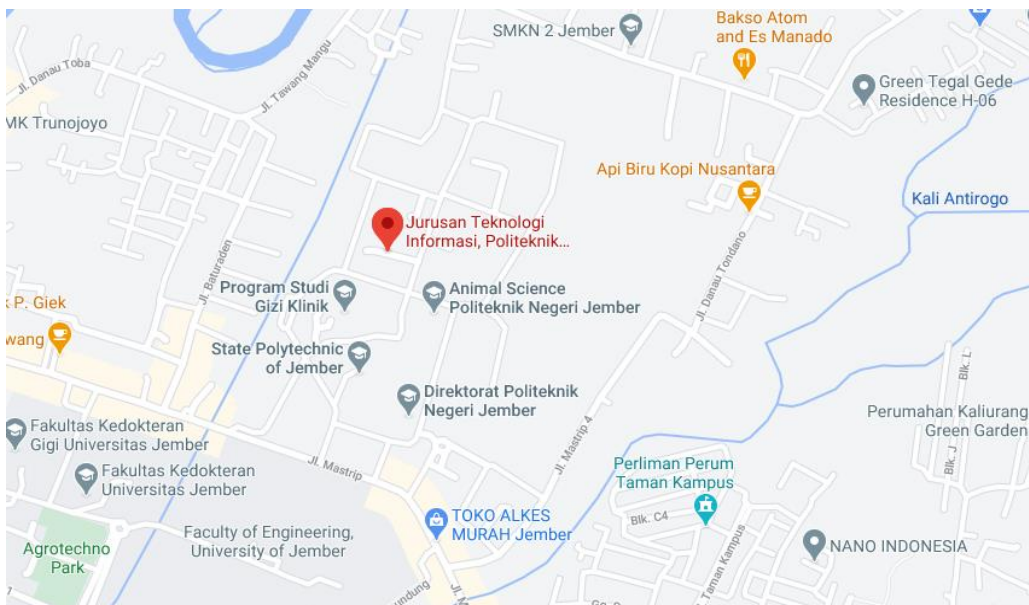 SMKN 2 Jember
Bakso Atom
and Es Manado
Jl. Danau Toba
Jl. Tawang Mangu
Green Tegal Gede
Residence H-06
MK Trunojoyo
Api Biru Kopi Nusantara
Kali Antirogo
Jurusan Teknologi
Informasi, Politeknik...
Jl. Baturaden
Program Studi
Gizi Klinik
Animal Science
Politeknik Negeri Jember
Jl. Danau Tondano
k P. Giek
wang
State Polytechnic
of Jember
Direktorat Politeknik
Negeri Jember
Blk. L
Perumahan Kaliurang
Green Garden
Fakultas Kedokteran
Gigi Universitas Jember
Jl. Mastrip
Jl. Mastrip 4
Blk. J
Fakultas Kedokteran
Universitas Jember
Perliman Perum
Taman Kampus
Blk. C4
TOKO ALKES
MURAH Jember
Faculty of Engineering,
University of Jember
Agrotechno
Park
NANO INDONESIA
Taman Kampus
undung